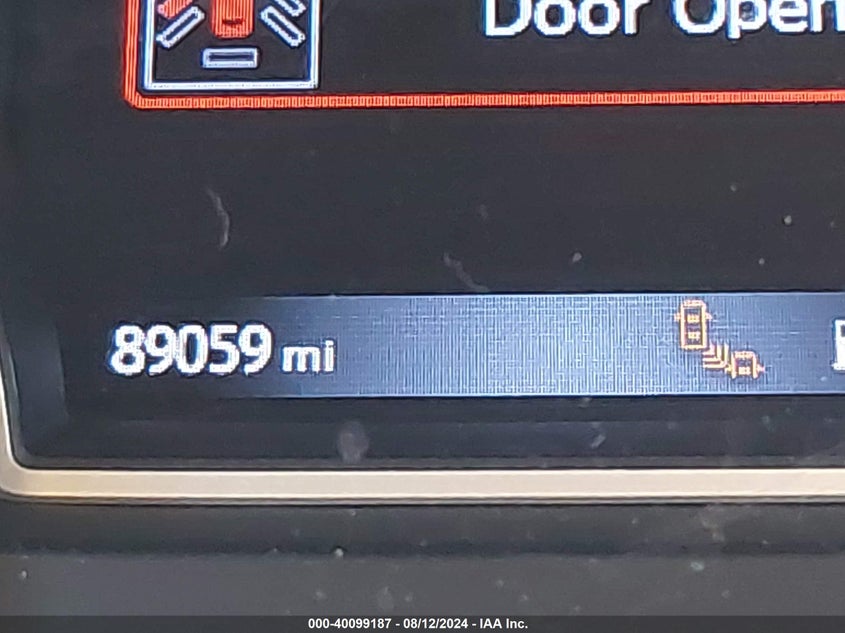 Door Open
89059 mi
000-40099187 - 08/12/2024 - IAA Inc.